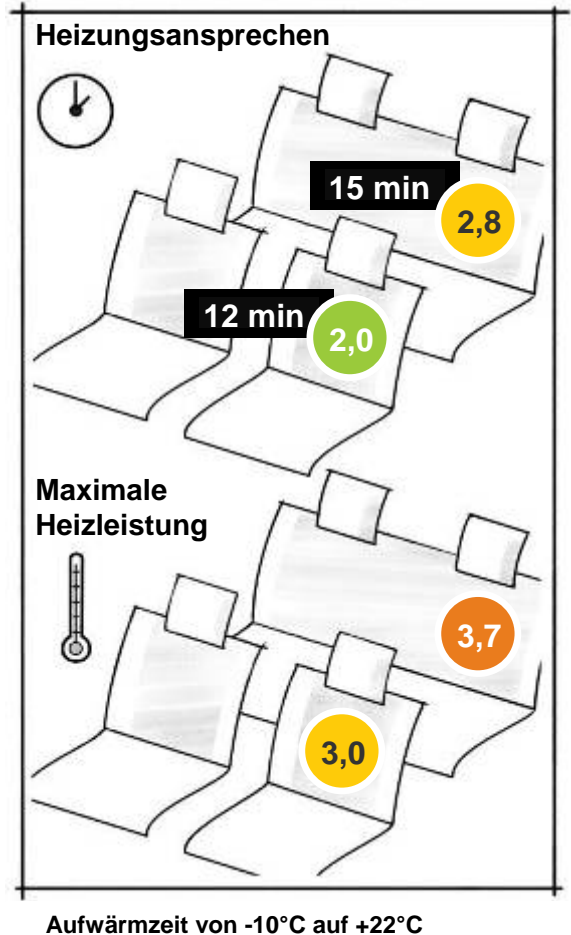 Heizungsansprechen
15 min
2,8
12 min
2,0
Maximale
Heizleistung
3,7
3,0
Aufwärmzeit von -10°C auf +22°C